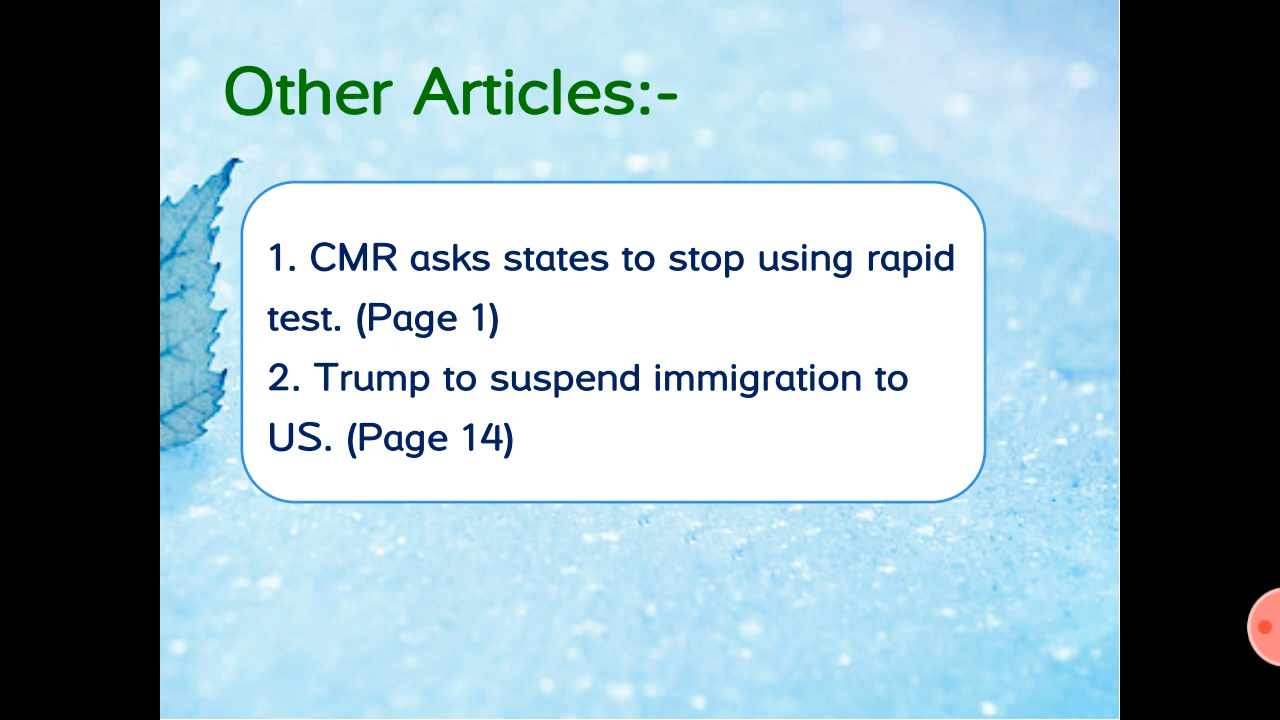 Other Articles:-
1. CMR asks states to stop using rapid
test. (Page 1)
2. Trump to suspend immigration to
US. (Page 14)